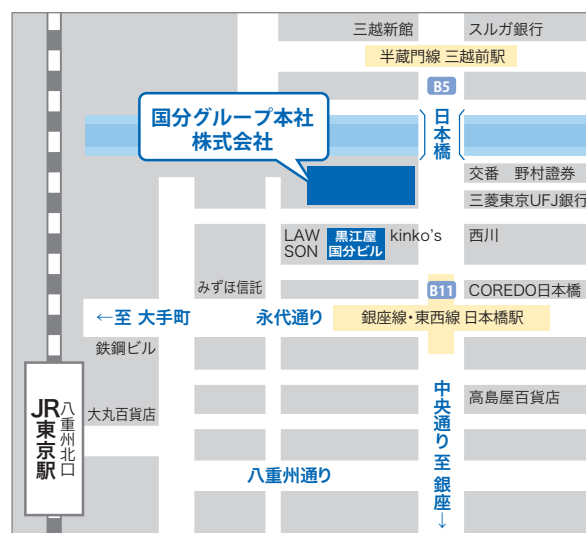 三越新館
スルガ銀行
半蔵門線 三越前駅
B5
国分グループ本社
株式会社
日本橋
交番 野村證券
三菱東京UFJ銀行
LAW
SON
黒江屋
国分ビル
kinko's
西川
みずほ信託
B11
COREDO日本橋
←至 大手町
永代通り
銀座線・東西線 日本橋駅
鉄鋼ビル
大丸百貨店
高島屋百貨店
JR東京駅
八重州北口
中央通り 至 銀座→
八重州通り